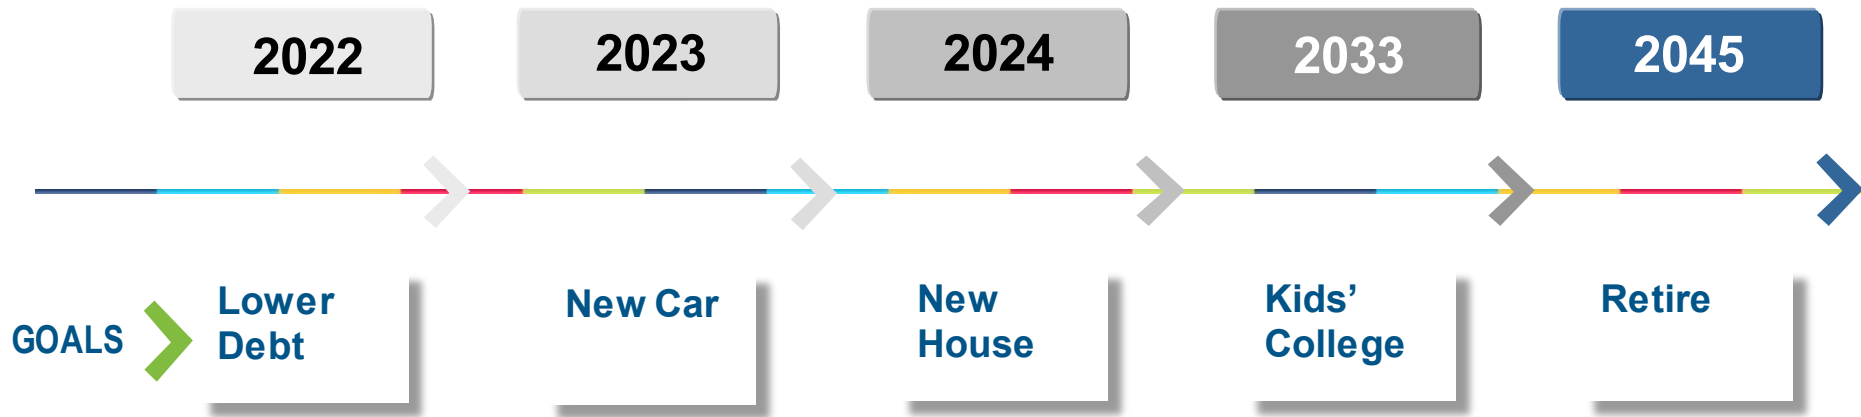 2022
2023
2024
2033
2045
GOALS
Lower
Debt
New Car
New
House
Kids’
College
Retire